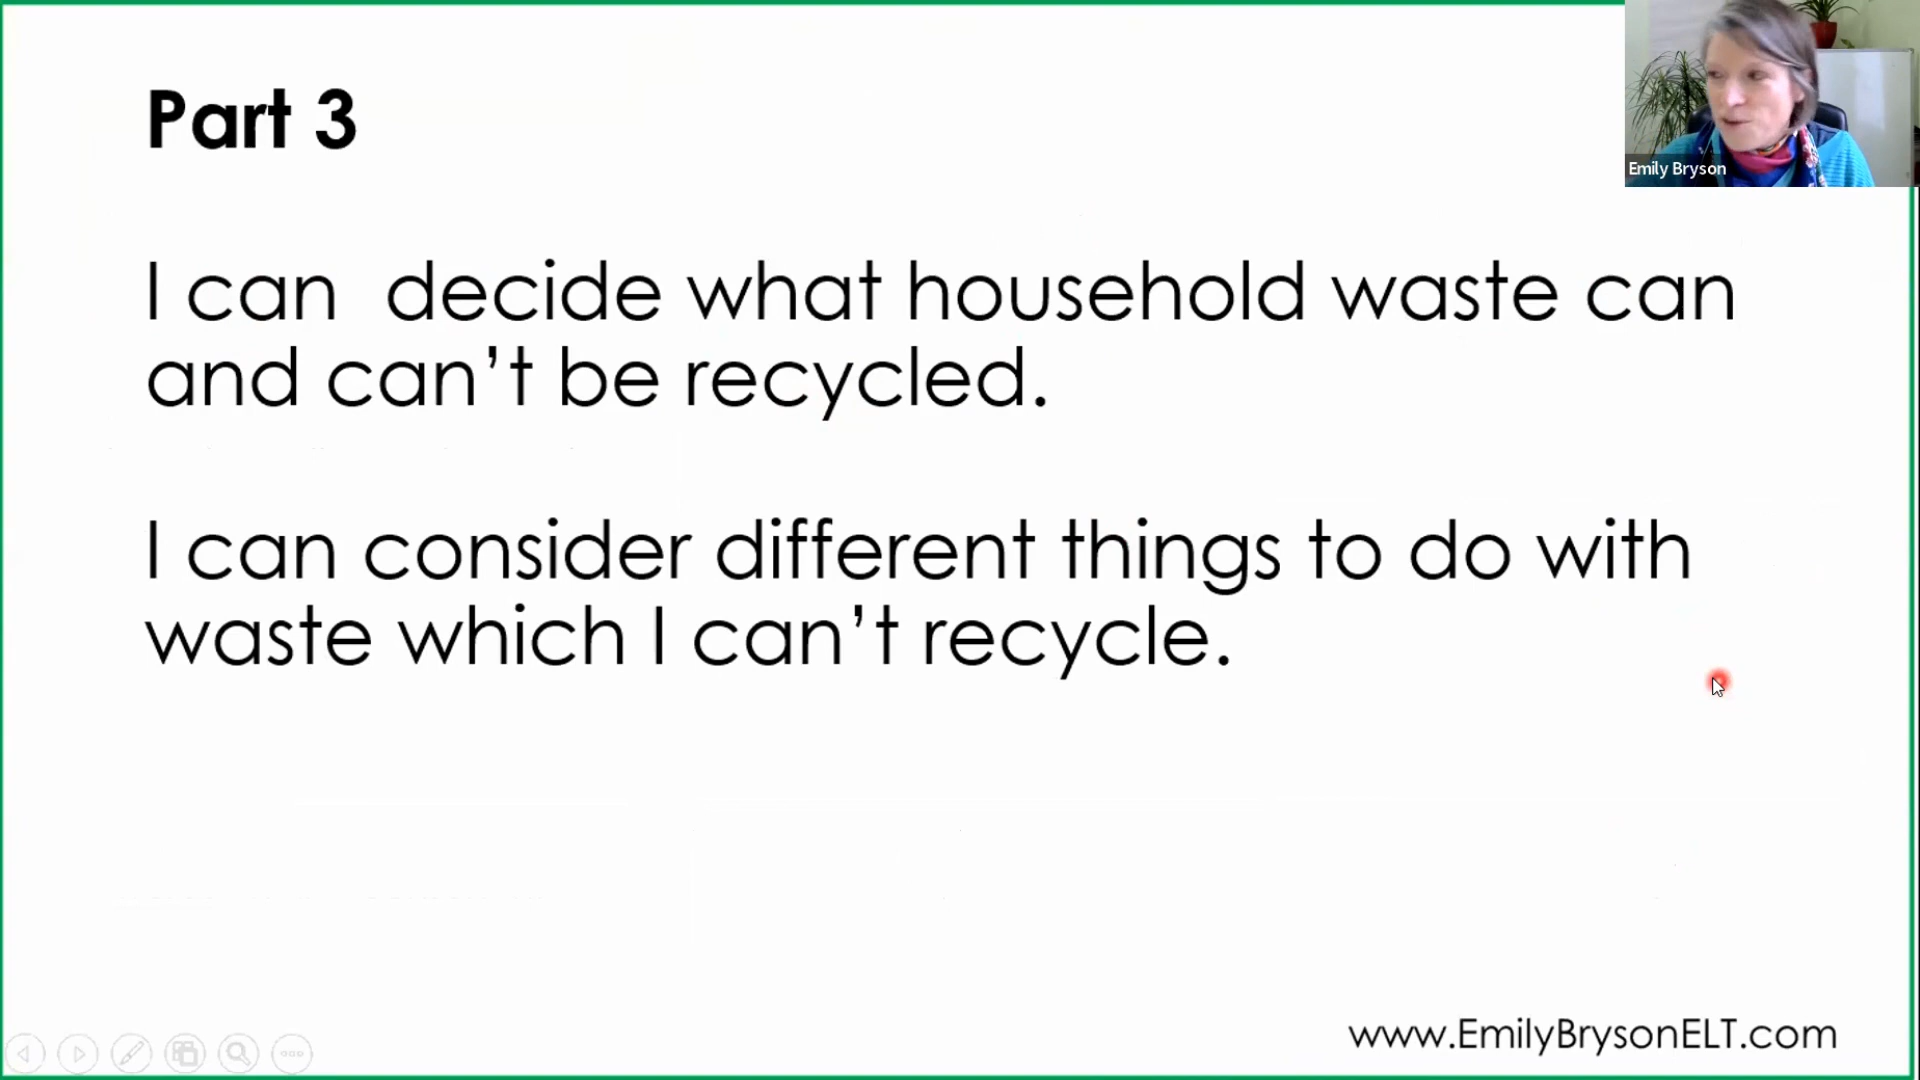 Part 3
Emily Bryson
I can  decide what household waste can
and can’t be recycled.
I can consider different things to do with
waste which I can’t recycle.
www.EmilyBrysonELT.com